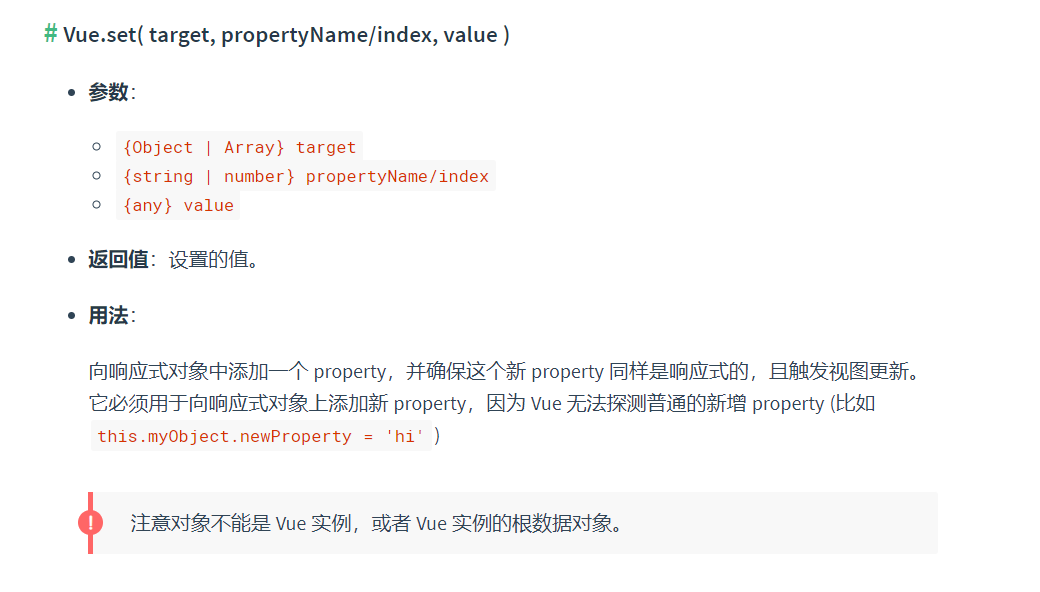 # Vue.set( target, propertyName/index, value )
参数：
{Object | Array} target
{string | number} propertyName/index
{any} value
返回值：设置的值。
用法：
向响应式对象中添加一个 property，并确保这个新 property 同样是响应式的，且触发视图更新。
它必须用于向响应式对象上添加新 property，因为 Vue 无法探测普通的新增 property (比如
this.myObject.newProperty = 'hi')
!
注意对象不能是 Vue 实例，或者 Vue 实例的根数据对象。